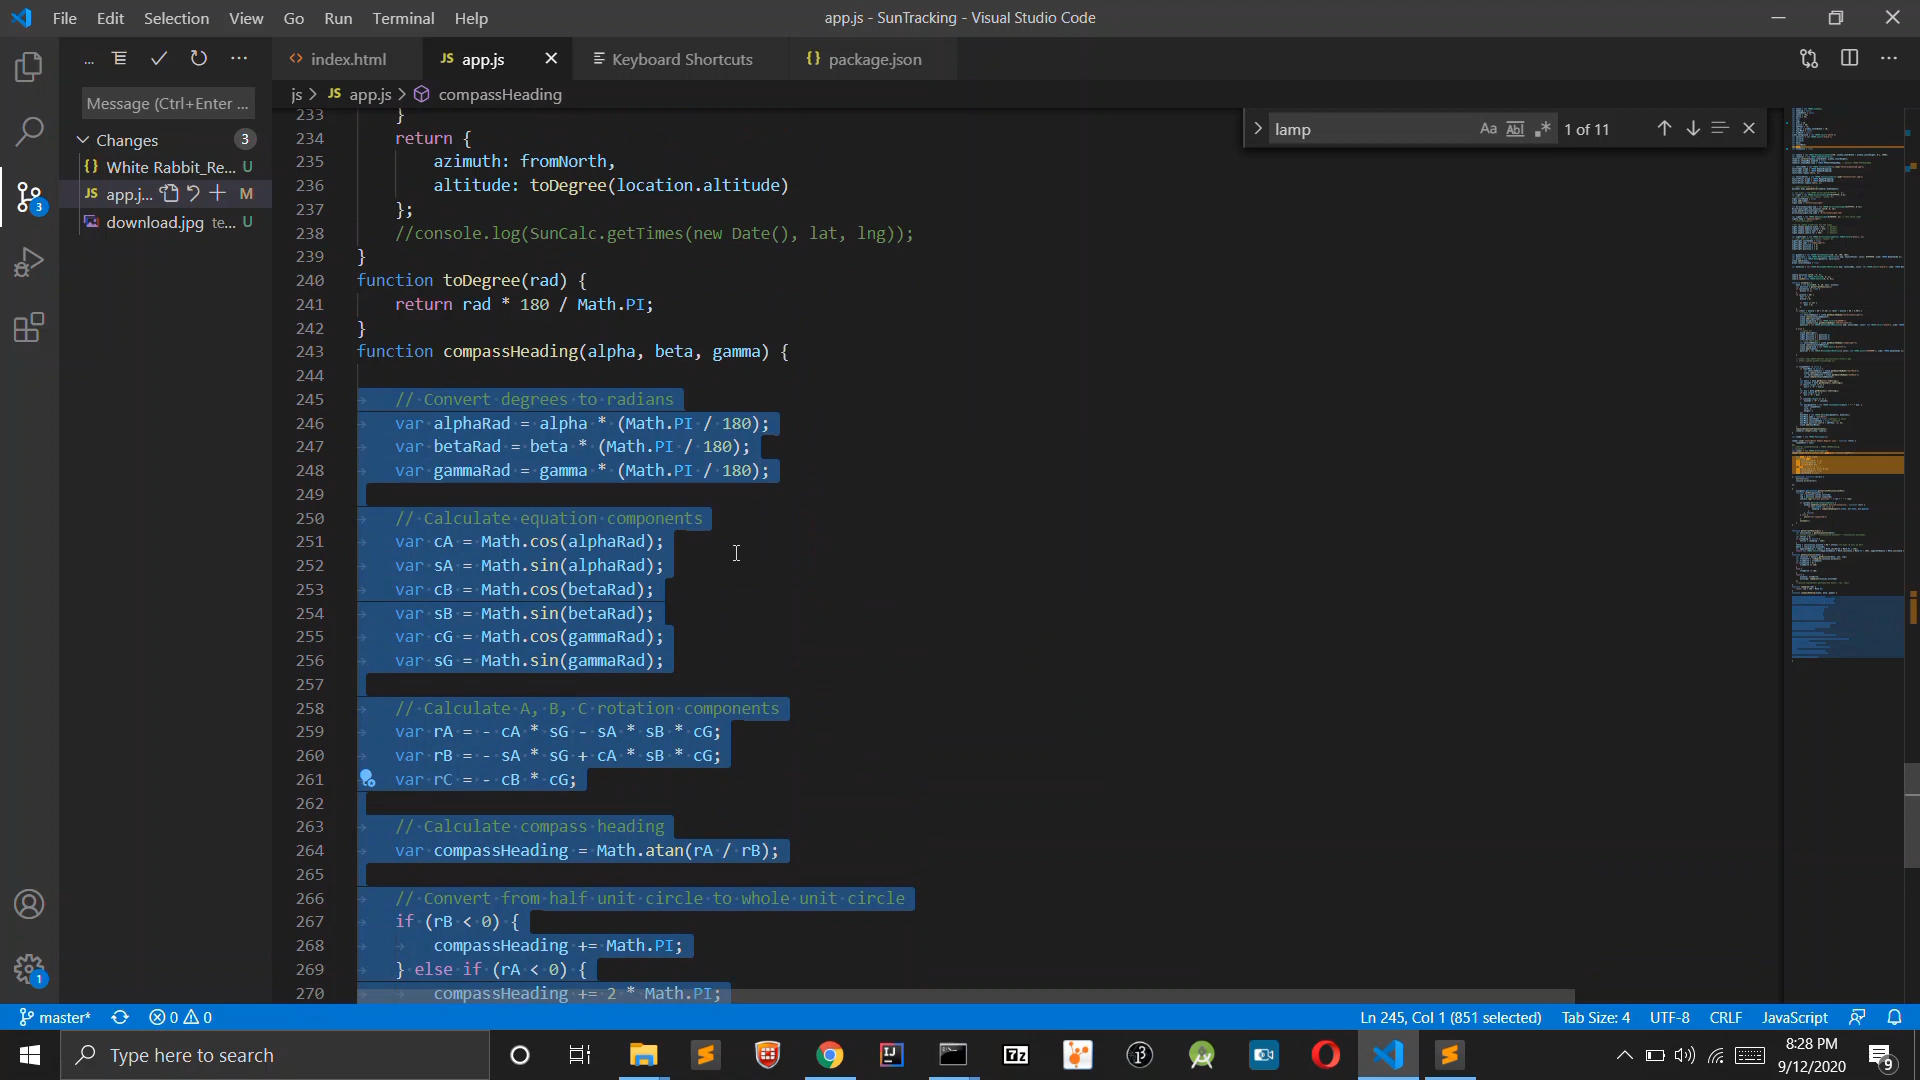 File Edit Selection View Go Run Terminal Help
app.js - SunTracking - Visual Studio Code
index.html
JS app.js
Keyboard Shortcuts
{} package.json
Message (Ctrl+Enter ...
Changes 3
{} White Rabbit_Re... U
JS app.j... M
download.jpg te... U
js > JS app.js > compassHeading
lamp
Aa Abl .* 1 of 11
233 }
234 return {
235 azimuth: fromNorth,
236 altitude: toDegree(location.altitude)
237 };
238 //console.log(SunCalc.getTimes(new Date(), lat, lng));
239 }
240 function toDegree(rad) {
241 return rad * 180 / Math.PI;
242 }
243 function compassHeading(alpha, beta, gamma) {
244
245 // Convert degrees to radians
246 var alphaRad = alpha * (Math.PI / 180);
247 var betaRad = beta * (Math.PI / 180);
248 var gammaRad = gamma * (Math.PI / 180);
249
250 // Calculate equation components
251 var cA = Math.cos(alphaRad);
252 var sA = Math.sin(alphaRad);
253 var cB = Math.cos(betaRad);
254 var sB = Math.sin(betaRad);
255 var cG = Math.cos(gammaRad);
256 var sG = Math.sin(gammaRad);
257
258 // Calculate A, B, C rotation components
259 var rA = - cA * sG - sA * sB * cG;
260 var rB = - sA * sG + cA * sB * cG;
261 var rC = - cB * cG;
262
263 // Calculate compass heading
264 var compassHeading = Math.atan(rA / rB);
265
266 // Convert from half unit circle to whole unit circle
267 if (rB < 0) {
268 compassHeading += Math.PI;
269 } else if (rA < 0) {
270 compassHeading += 2 * Math.PI;
3
1
master* 0 0
Ln 245, Col 1 (851 selected) Tab Size: 4 UTF-8 CRLF JavaScript
Type here to search
7z
8:28 PM
9/12/2020
9